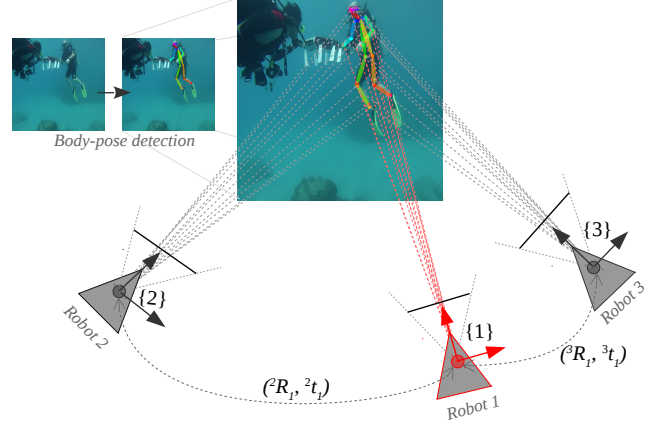 Body-pose detection
{3}
{2}
{1}
Robot 2
Robot 3
(³R₁, ³t₁)
(²R₁, ²t₁)
Robot 1